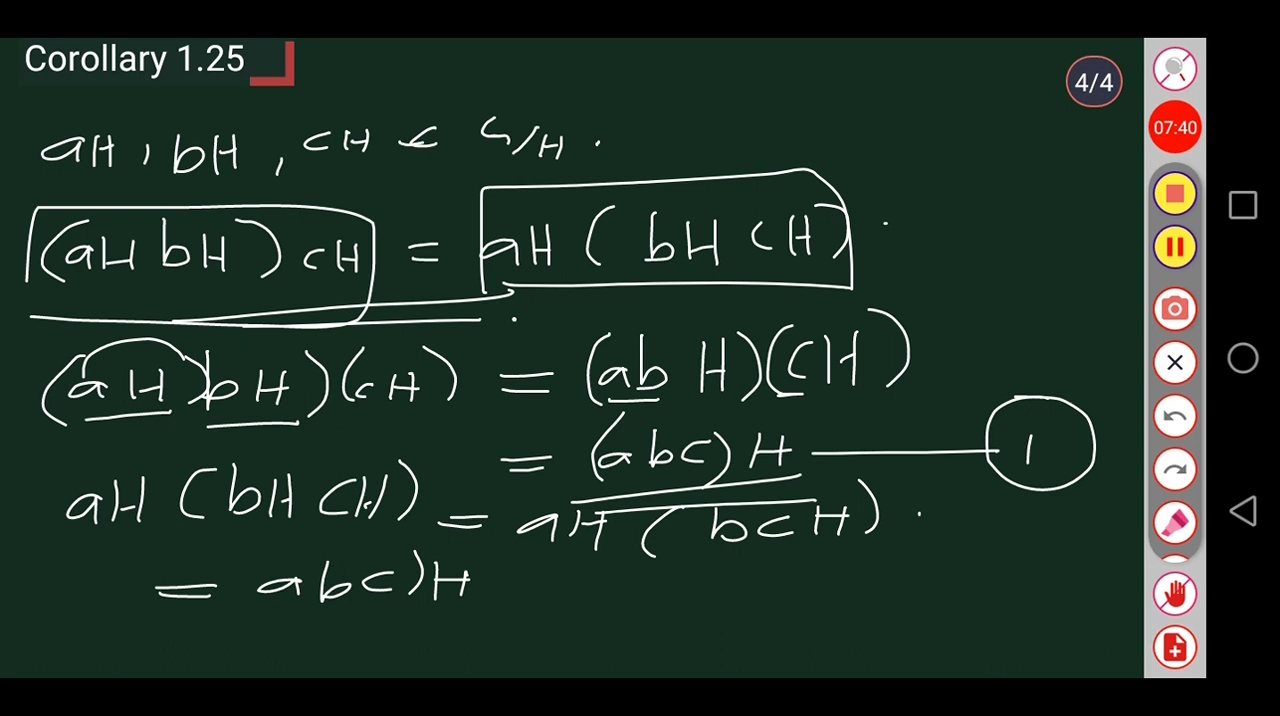 Corollary 1.25
4/4
07:40
aH, bH, cH ∈ G/H.
(aH bH) cH = aH (bH cH).
(aH)bH)(cH) = (ab H)(cH)
= (abc) H ——— 1
aH (bH cH) = aH (bcH).
= abc)H